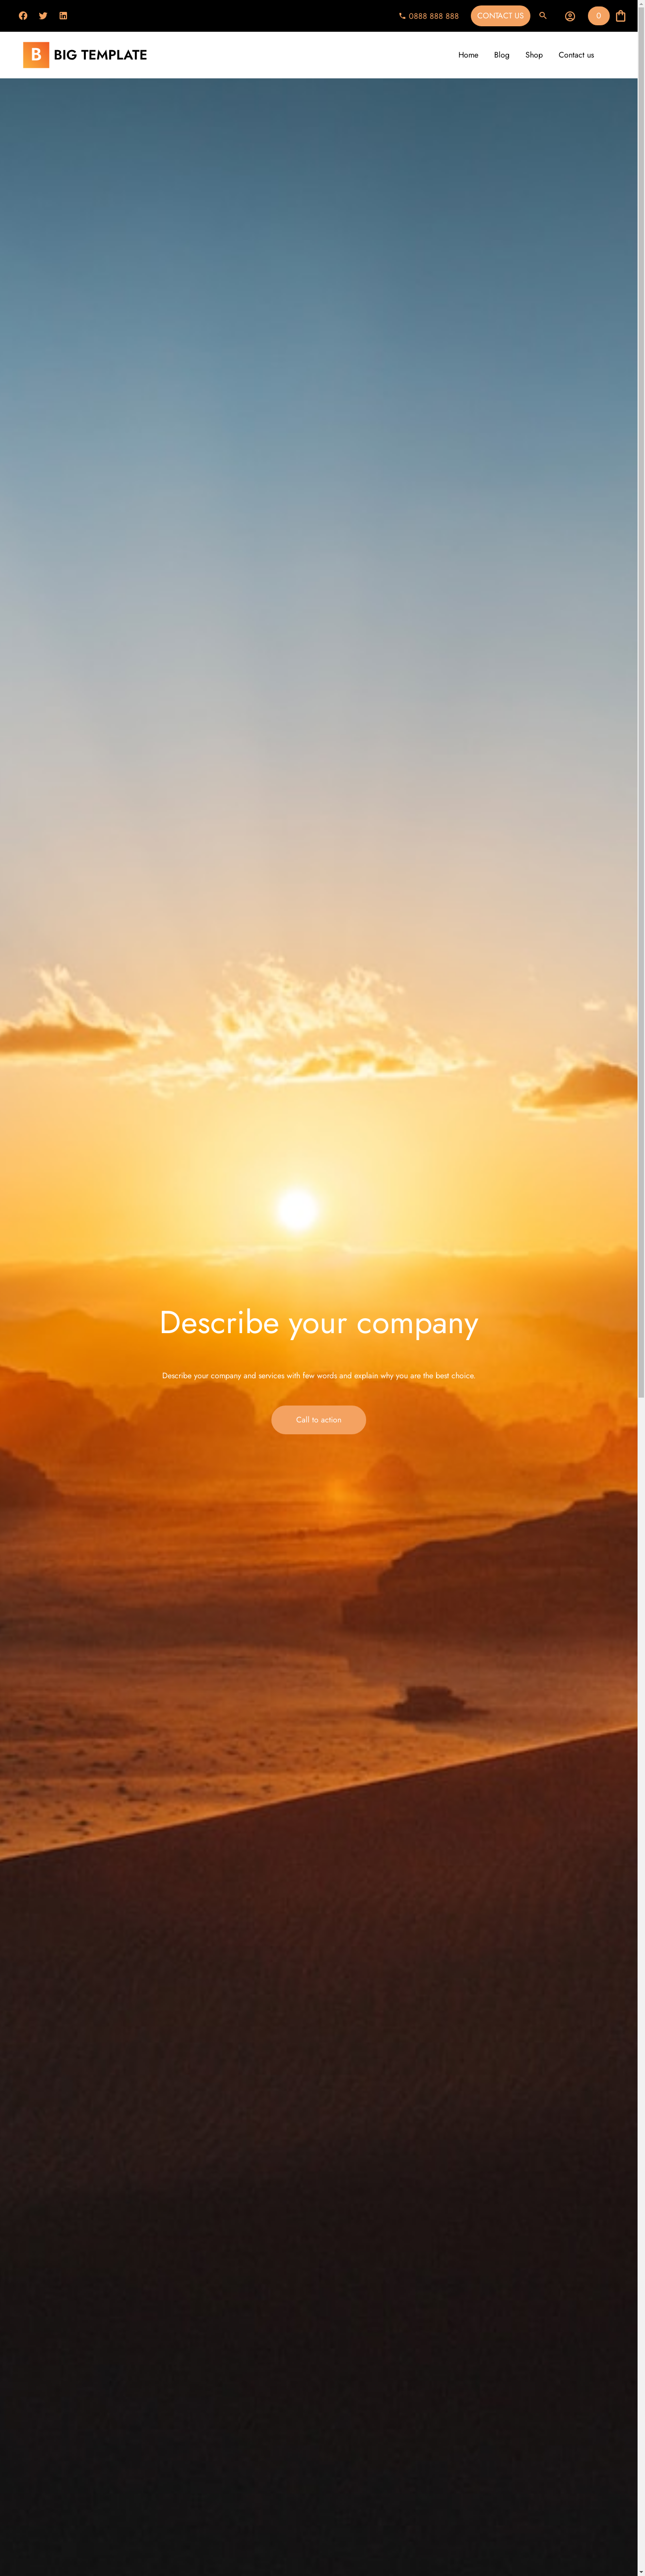 0888 888 888
CONTACT US
0
B BIG TEMPLATE
Home Blog Shop Contact us
Describe your company
Describe your company and services with few words and explain why you are the best choice.
Call to action